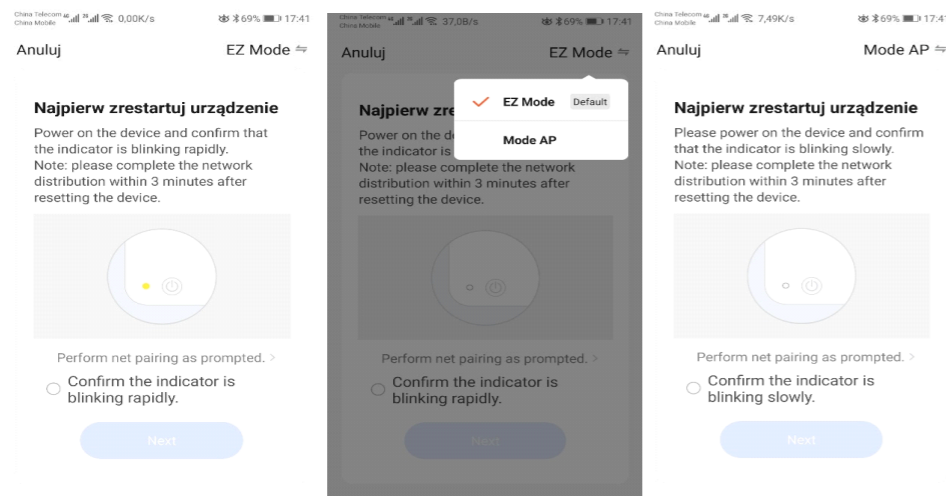 China Telecom 4G 2G 0,00K/s 69% 17:41
China Mobile
Anuluj EZ Mode
Najpierw zrestartuj urządzenie
Power on the device and confirm that
the indicator is blinking rapidly.
Note: please complete the network
distribution within 3 minutes after
resetting the device.
Perform net pairing as prompted. >
Confirm the indicator is
blinking rapidly.
Next
China Telecom 4G 2G 37,0B/s 69% 17:41
China Mobile
Anuluj EZ Mode
EZ Mode Default
Mode AP
Najpierw zre
Power on the d
the indicator is
Note: please complete the network
distribution within 3 minutes after
resetting the device.
Perform net pairing as prompted. >
Confirm the indicator is
blinking rapidly.
Next
China Telecom 4G 2G 7,49K/s 69% 17:41
China Mobile
Anuluj Mode AP
Najpierw zrestartuj urządzenie
Please power on the device and confirm
that the indicator is blinking slowly.
Note: please complete the network
distribution within 3 minutes after
resetting the device.
Perform net pairing as prompted. >
Confirm the indicator is
blinking slowly.
Next